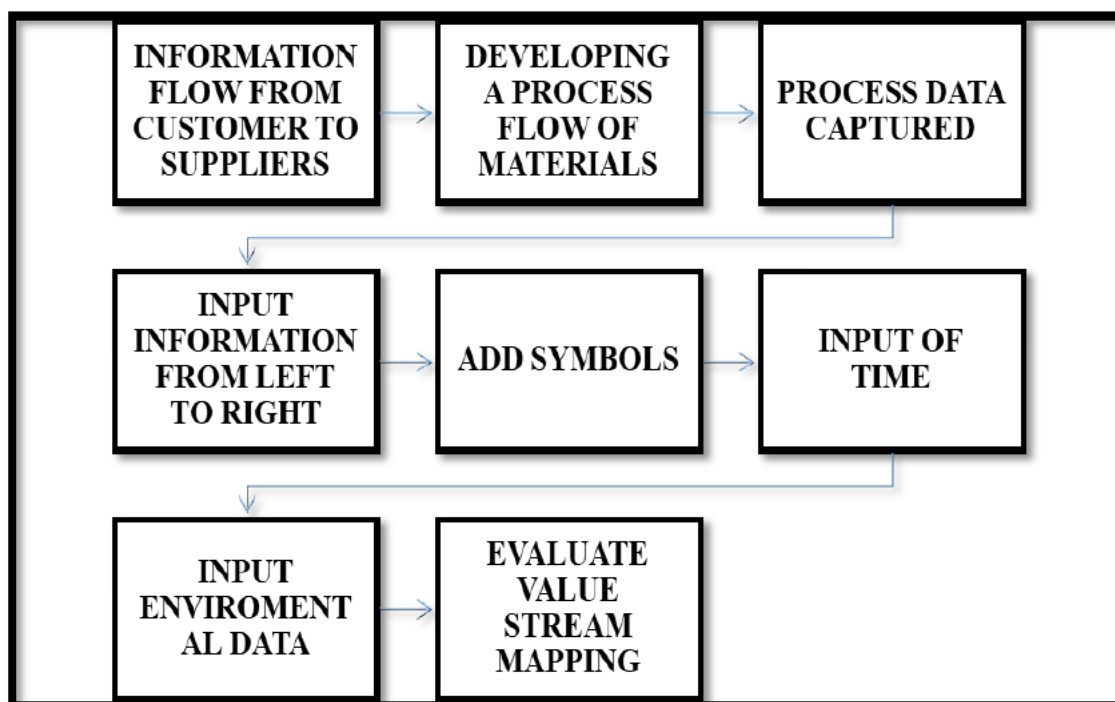 INFORMATION
FLOW FROM
CUSTOMER TO
SUPPLIERS
DEVELOPING
A PROCESS
FLOW OF
MATERIALS
PROCESS DATA
CAPTURED
INPUT
INFORMATION
FROM LEFT
TO RIGHT
ADD SYMBOLS
INPUT OF
TIME
INPUT
ENVIROMENT
AL DATA
EVALUATE
VALUE
STREAM
MAPPING